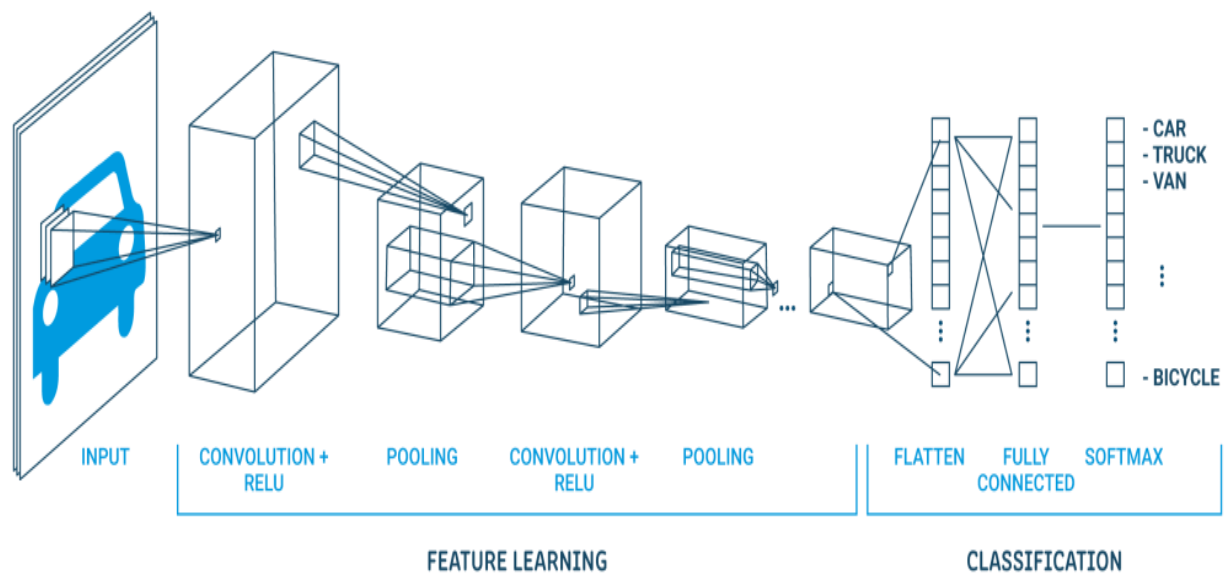 - CAR
- TRUCK
- VAN
- BICYCLE
INPUT
CONVOLUTION +
RELU
POOLING
CONVOLUTION +
RELU
POOLING
FLATTEN
FULLY
CONNECTED
SOFTMAX
FEATURE LEARNING
CLASSIFICATION